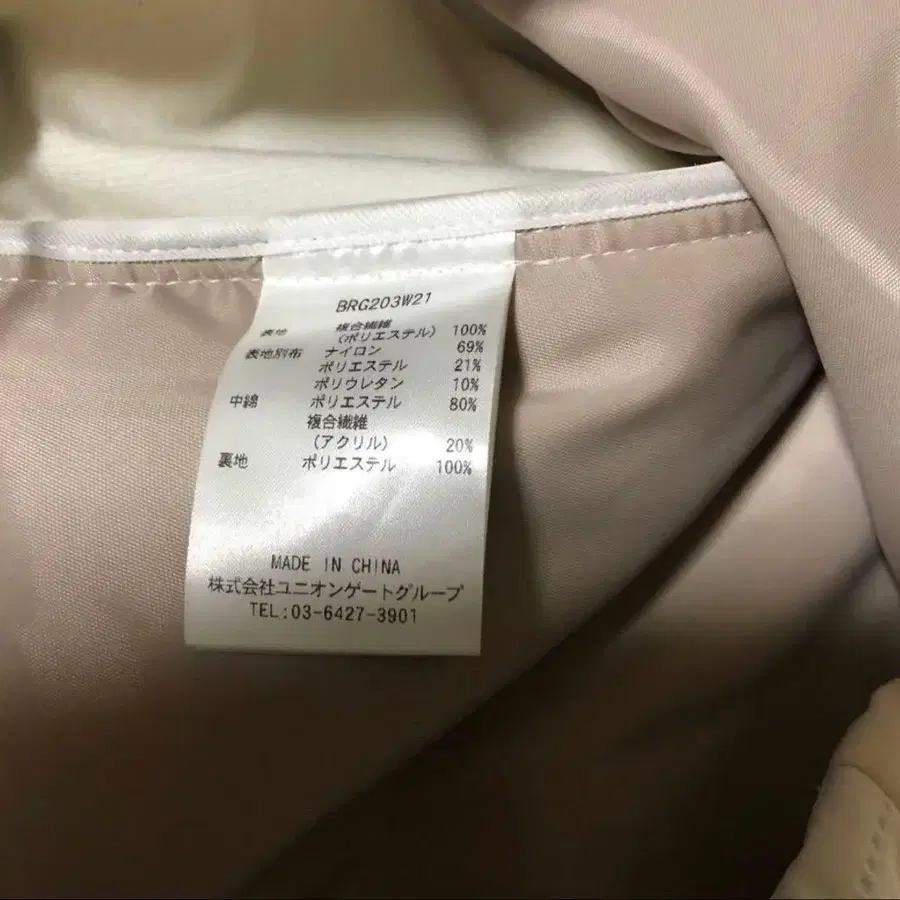 BRG203W21
表地 複合繊維
(ポリエステル) 100%
表地別布 ナイロン 69%
ポリエステル 21%
ポリウレタン 10%
中綿 ポリエステル 80%
複合繊維
(アクリル) 20%
裏地 ポリエステル 100%
MADE IN CHINA
株式会社ユニオンゲートグループ
TEL:03-6427-3901